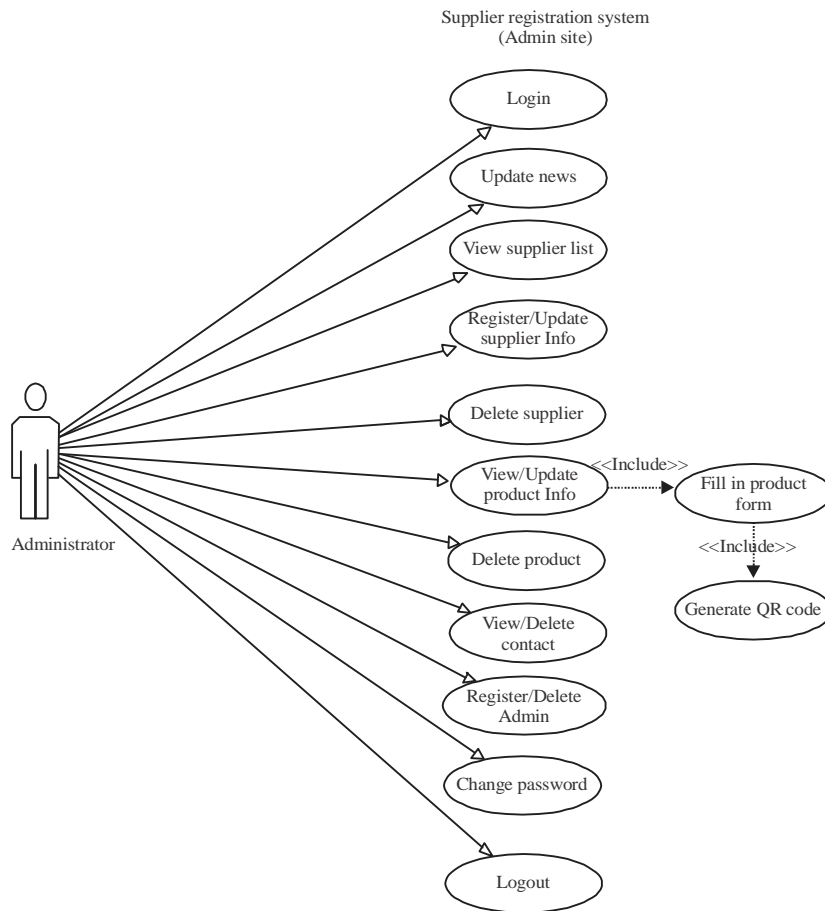 Supplier registration system
(Admin site)
Login
Update news
View supplier list
Register/Update
supplier Info
Delete supplier
View/Update
product Info
<<Include>>
Fill in product
form
<<Include>>
Generate QR code
Administrator
Delete product
View/Delete
contact
Register/Delete
Admin
Change password
Logout